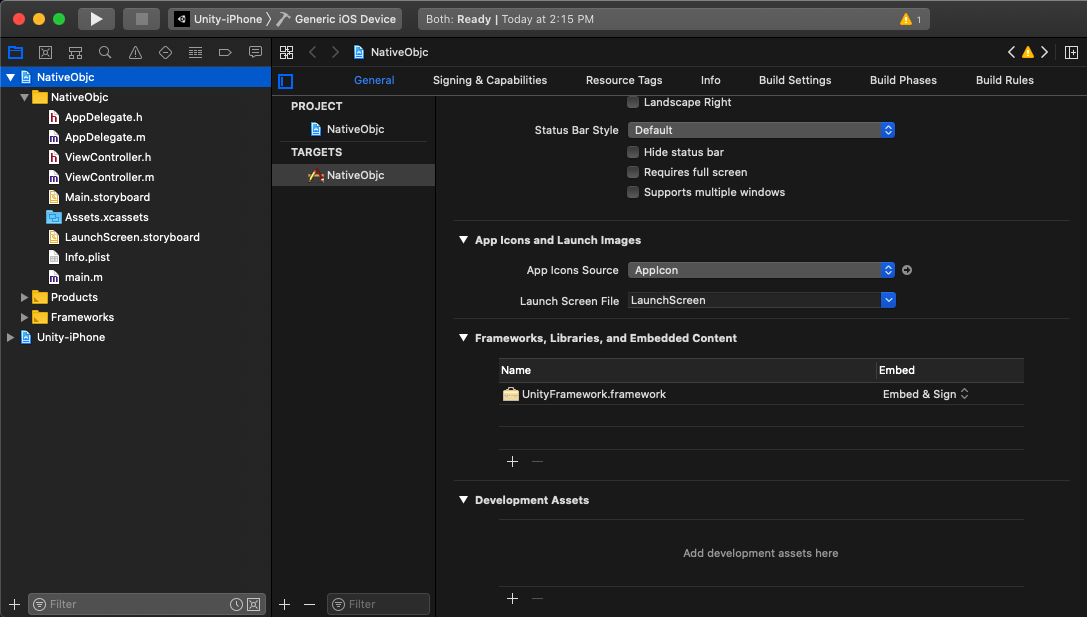 Unity-iPhone Generic iOS Device
Both: Ready | Today at 2:15 PM
1
NativeObjc
General Signing & Capabilities Resource Tags Info Build Settings Build Phases Build Rules
NativeObjc
NativeObjc
AppDelegate.h
AppDelegate.m
ViewController.h
ViewController.m
Main.storyboard
Assets.xcassets
LaunchScreen.storyboard
Info.plist
main.m
Products
Frameworks
Unity-iPhone
Filter
PROJECT
NativeObjc
TARGETS
NativeObjc
Filter
Landscape Right
Status Bar Style Default
Hide status bar
Requires full screen
Supports multiple windows
App Icons and Launch Images
App Icons Source AppIcon
Launch Screen File LaunchScreen
Frameworks, Libraries, and Embedded Content
Name Embed
UnityFramework.framework Embed & Sign
Development Assets
Add development assets here